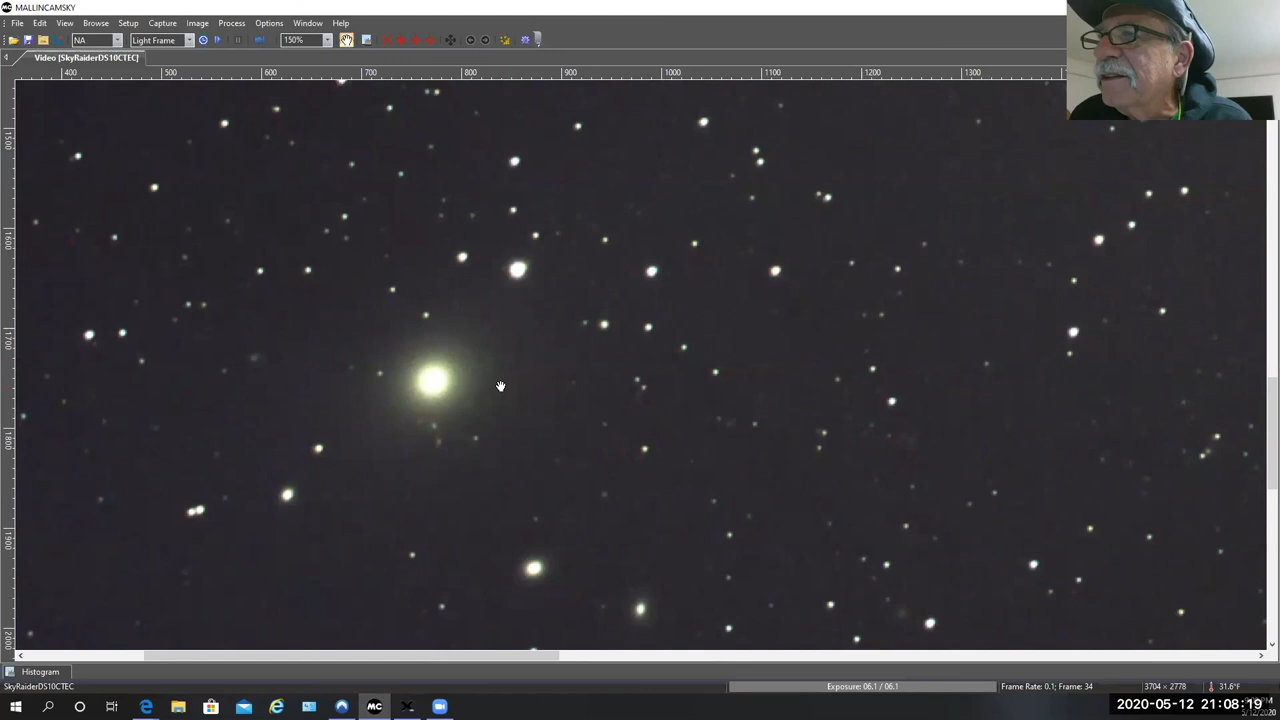 MALLINCAMSKY
File Edit View Browse Setup Capture Image Process Options Window Help
NA Light Frame 150%
Video [SkyRaiderDS10CTEC]
400 500 600 700 800 900 1000 1100 1200 1300
1500
1600
1700
1800
1900
2000
Histogram
SkyRaiderDS10CTEC Exposure: 06.1 / 06.1 Frame Rate: 0.1; Frame: 34 3704 × 2778 31.6°F
2020-05-12 21:08:19